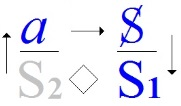 a → $
S₂ ◇ S₁